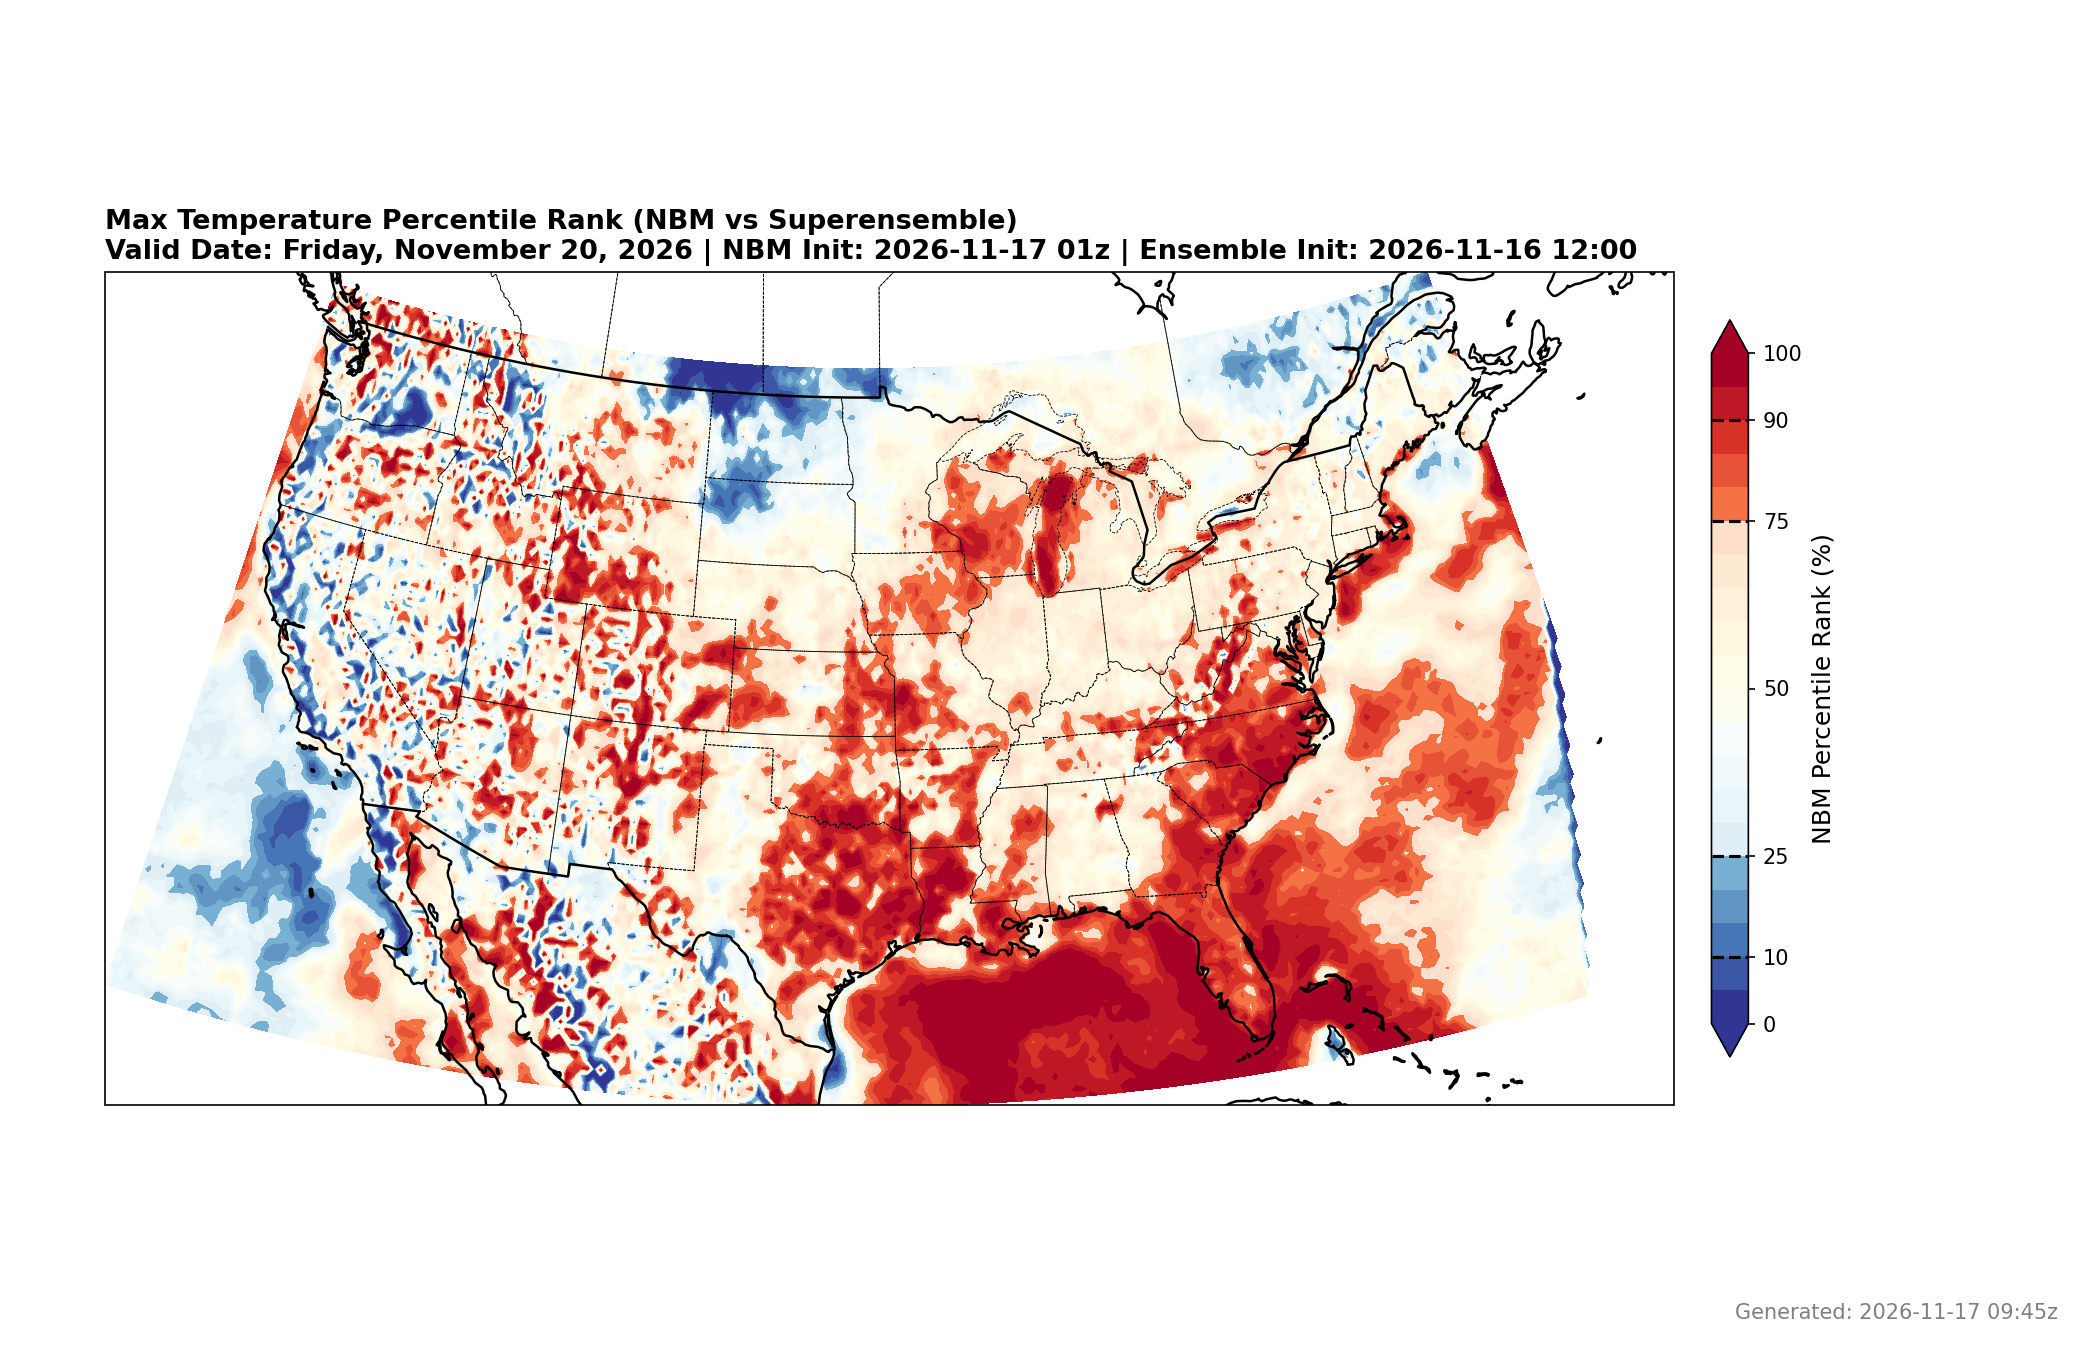 Max Temperature Percentile Rank (NBM vs Superensemble)
Valid Date: Friday, November 20, 2026 | NBM Init: 2026-11-17 01z | Ensemble Init: 2026-11-16 12:00
100
90
75
50
25
10
0
NBM Percentile Rank (%)
Generated: 2026-11-17 09:45z